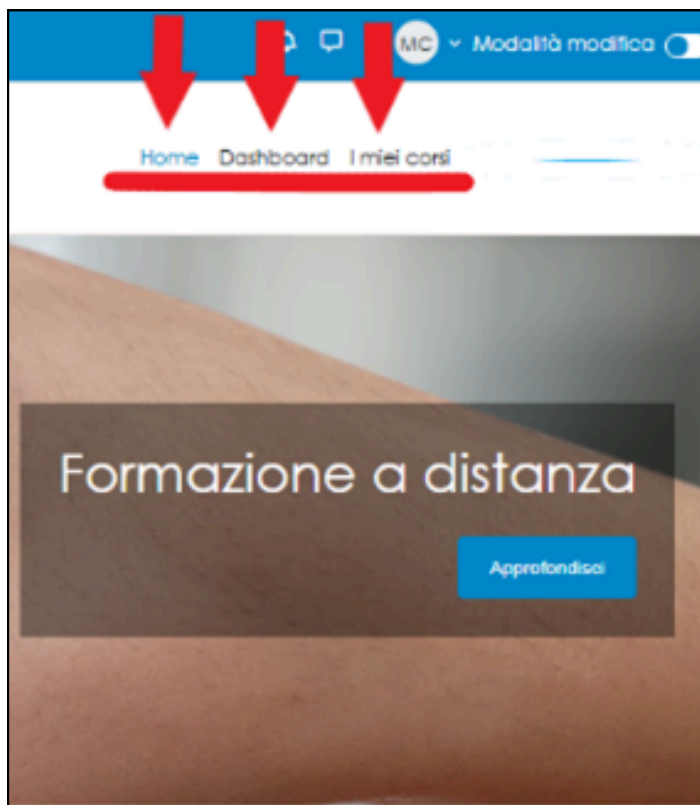 MC Modalità modifica
Home Dashboard I miei corsi
Formazione a distanza
Approfondisci